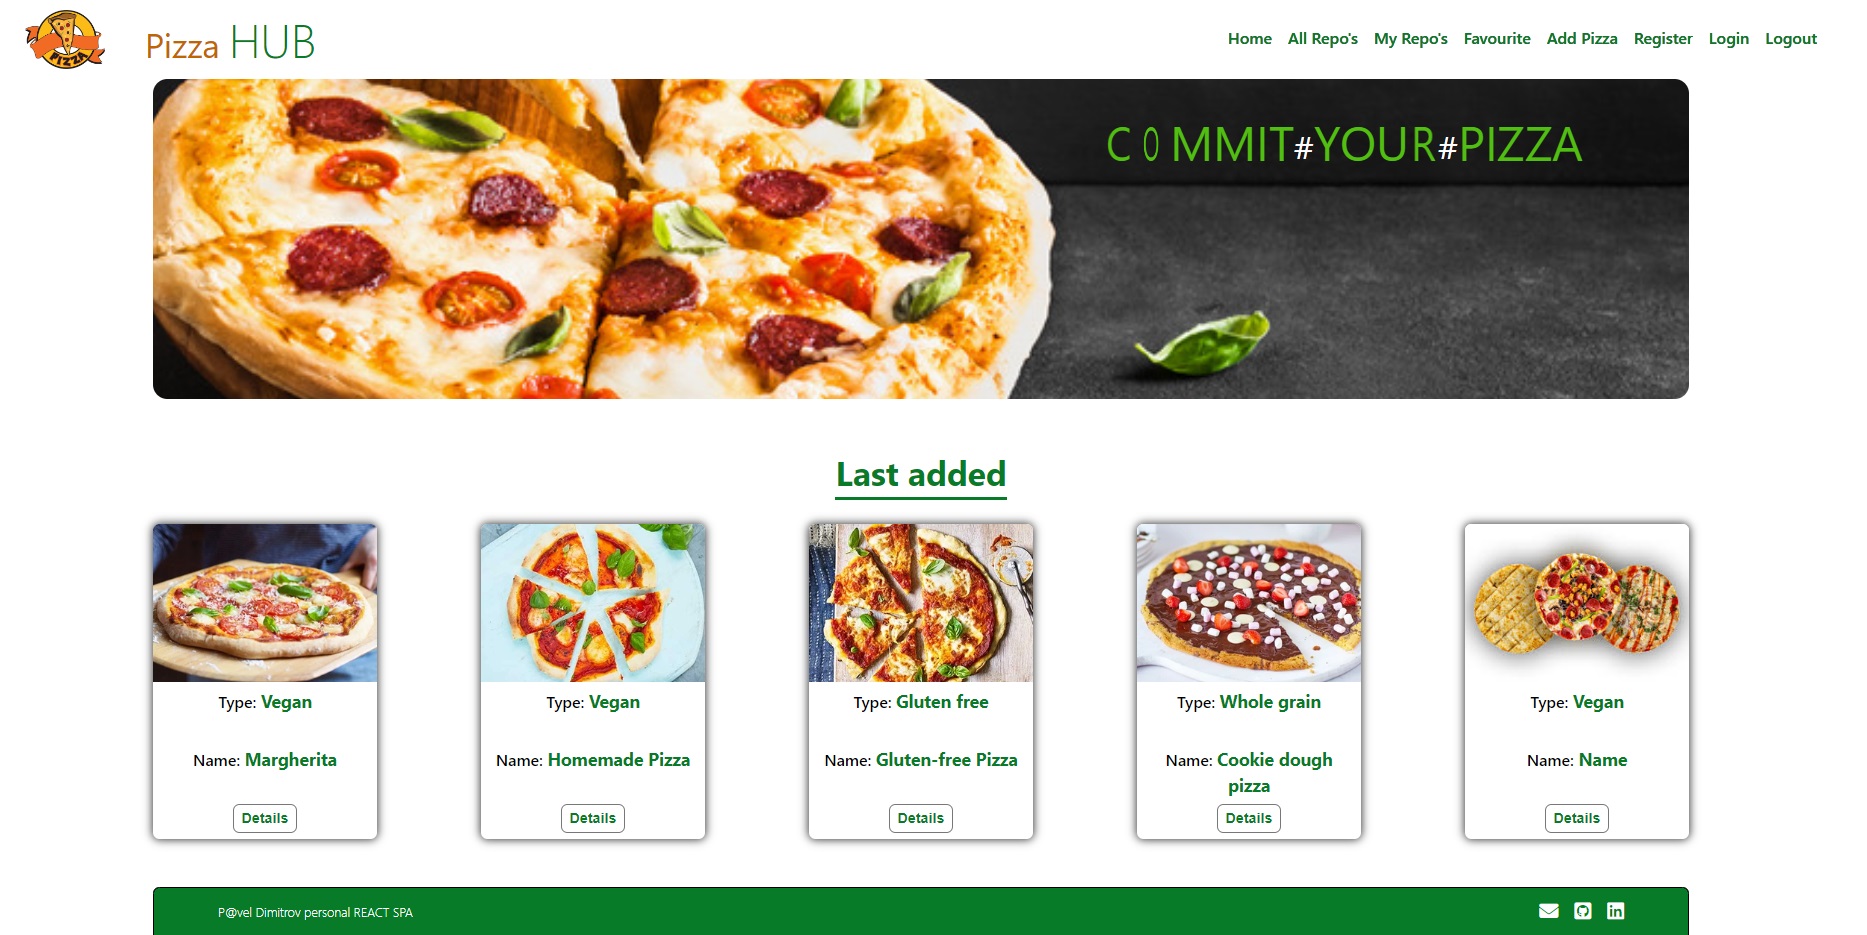 PIZZA
Pizza HUB
Home All Repo's My Repo's Favourite Add Pizza Register Login Logout
C O MMIT#YOUR#PIZZA
Last added
Type: Vegan
Name: Margherita
Details
Type: Vegan
Name: Homemade Pizza
Details
Type: Gluten free
Name: Gluten-free Pizza
Details
Type: Whole grain
Name: Cookie dough
pizza
Details
Type: Vegan
Name: Name
Details
P@vel Dimitrov personal REACT SPA
in